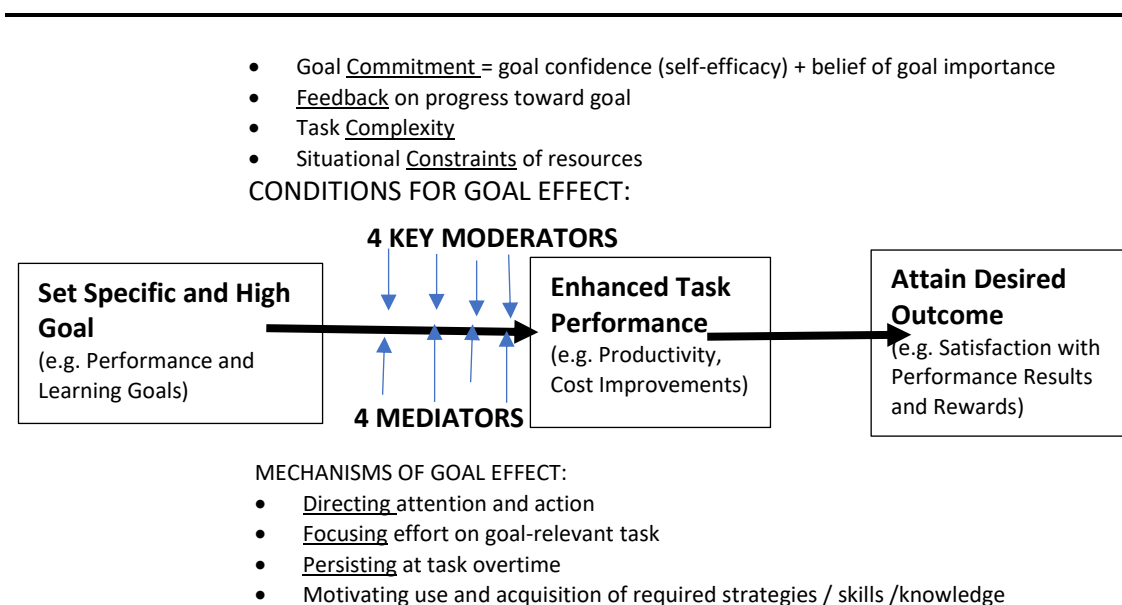 • Goal Commitment = goal confidence (self-efficacy) + belief of goal importance
• Feedback on progress toward goal
• Task Complexity
• Situational Constraints of resources
CONDITIONS FOR GOAL EFFECT:
4 KEY MODERATORS
Set Specific and High
Goal
(e.g. Performance and
Learning Goals)
Enhanced Task
Performance
(e.g. Productivity,
Cost Improvements)
Attain Desired
Outcome
(e.g. Satisfaction with
Performance Results
and Rewards)
4 MEDIATORS
MECHANISMS OF GOAL EFFECT:
• Directing attention and action
• Focusing effort on goal-relevant task
• Persisting at task overtime
• Motivating use and acquisition of required strategies / skills /knowledge